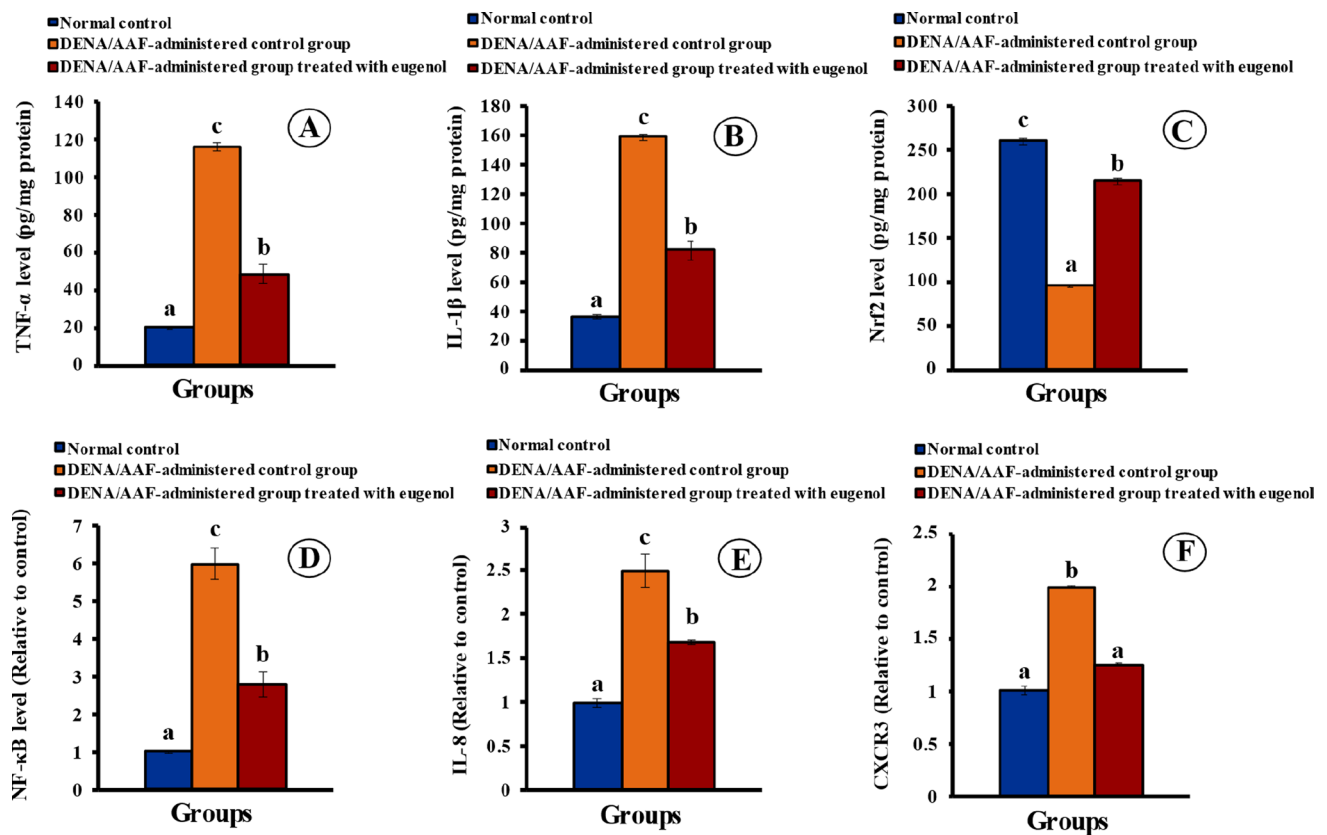 Normal control
DENA/AAF-administered control group
DENA/AAF-administered group treated with eugenol
TNF-α level (pg/mg protein)
140
120
100
80
60
40
20
0
a
c
b
A
Groups
Normal control
DENA/AAF-administered control group
DENA/AAF-administered group treated with eugenol
IL-1β level (pg/mg protein)
180
160
140
120
100
80
60
40
20
0
a
c
b
B
Groups
Normal control
DENA/AAF-administered control group
DENA/AAF-administered group treated with eugenol
Nrf2 level (pg/mg protein)
300
250
200
150
100
50
0
c
a
b
C
Groups
Normal control
DENA/AAF-administered control group
DENA/AAF-administered group treated with eugenol
NF-κB level (Relative to control)
7
6
5
4
3
2
1
0
a
c
b
D
Groups
Normal control
DENA/AAF-administered control group
DENA/AAF-administered group treated with eugenol
IL-8 (Relative to control)
3
2.5
2
1.5
1
0.5
0
a
c
b
E
Groups
Normal control
DENA/AAF-administered control group
DENA/AAF-administered group treated with eugenol
CXCR3 (Relative to control)
2.5
2
1.5
1
0.5
0
a
b
a
F
Groups